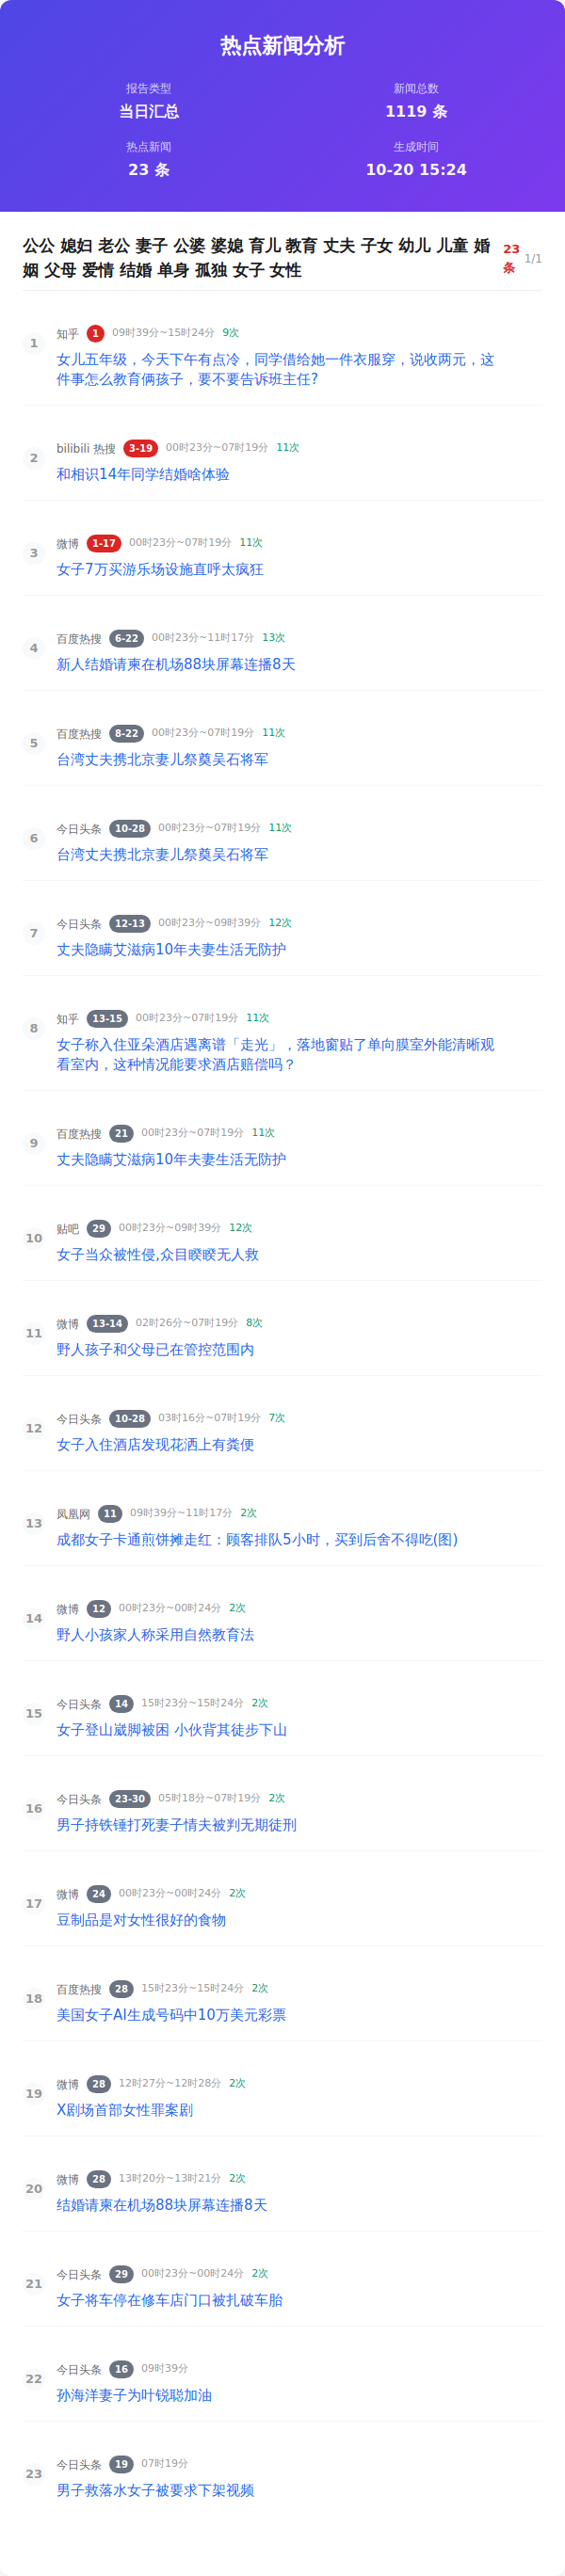 热点新闻分析
报告类型
当日汇总
新闻总数
1119 条
热点新闻
23 条
生成时间
10-20 15:24
公公 媳妇 老公 妻子 公婆 婆媳 育儿 教育 丈夫 子女 幼儿 儿童 婚
姻 父母 爱情 结婚 单身 孤独 女子 女性
23
条
1/1
1
知乎 1 09时39分~15时24分 9次
女儿五年级，今天下午有点冷，同学借给她一件衣服穿，说收两元，这
件事怎么教育俩孩子，要不要告诉班主任?
2
bilibili 热搜 3-19 00时23分~07时19分 11次
和相识14年同学结婚啥体验
3
微博 1-17 00时23分~07时19分 11次
女子7万买游乐场设施直呼太疯狂
4
百度热搜 6-22 00时23分~11时17分 13次
新人结婚请柬在机场88块屏幕连播8天
5
百度热搜 8-22 00时23分~07时19分 11次
台湾丈夫携北京妻儿祭奠吴石将军
6
今日头条 10-28 00时23分~07时19分 11次
台湾丈夫携北京妻儿祭奠吴石将军
7
今日头条 12-13 00时23分~09时39分 12次
丈夫隐瞒艾滋病10年夫妻生活无防护
8
知乎 13-15 00时23分~07时19分 11次
女子称入住亚朵酒店遇离谱「走光」，落地窗贴了单向膜室外能清晰观
看室内，这种情况能要求酒店赔偿吗？
9
百度热搜 21 00时23分~07时19分 11次
丈夫隐瞒艾滋病10年夫妻生活无防护
10
贴吧 29 00时23分~09时39分 12次
女子当众被性侵,众目睽睽无人救
11
微博 13-14 02时26分~07时19分 8次
野人孩子和父母已在管控范围内
12
今日头条 10-28 03时16分~07时19分 7次
女子入住酒店发现花洒上有粪便
13
凤凰网 11 09时39分~11时17分 2次
成都女子卡通煎饼摊走红：顾客排队5小时，买到后舍不得吃(图)
14
微博 12 00时23分~00时24分 2次
野人小孩家人称采用自然教育法
15
今日头条 14 15时23分~15时24分 2次
女子登山崴脚被困 小伙背其徒步下山
16
今日头条 23-30 05时18分~07时19分 2次
男子持铁锤打死妻子情夫被判无期徒刑
17
微博 24 00时23分~00时24分 2次
豆制品是对女性很好的食物
18
百度热搜 28 15时23分~15时24分 2次
美国女子AI生成号码中10万美元彩票
19
微博 28 12时27分~12时28分 2次
X剧场首部女性罪案剧
20
微博 28 13时20分~13时21分 2次
结婚请柬在机场88块屏幕连播8天
21
今日头条 29 00时23分~00时24分 2次
女子将车停在修车店门口被扎破车胎
22
今日头条 16 09时39分
孙海洋妻子为叶锐聪加油
23
今日头条 19 07时19分
男子救落水女子被要求下架视频